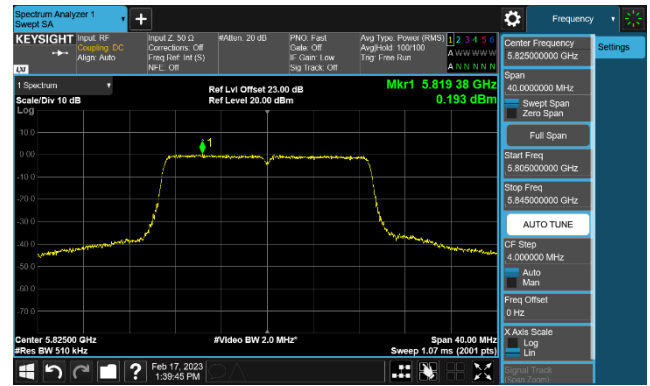 Spectrum Analyzer 1
Swept SA
Frequency
KEYSIGHT
Input: RF
Coupling: DC
Align: Auto
Input Z: 50 Ω
Corrections: Off
Freq Ref: Int (S)
NFE: Off
#Atten: 20 dB
PNO: Fast
Gate: Off
IF Gain: Low
Sig Track: Off
Avg Type: Power (RMS)
Avg|Hold: 100/100
Trig: Free Run
1 2 3 4 5 6
A W W W W W
A N N N N N
LXI
1 Spectrum
Scale/Div 10 dB
Log
Ref Lvl Offset 23.00 dB
Ref Level 20.00 dBm
Mkr1 5.819 38 GHz
0.193 dBm
1
10.0
0.00
-10.0
-20.0
-30.0
-40.0
-50.0
-60.0
-70.0
Center 5.82500 GHz
#Res BW 510 kHz
#Video BW 2.0 MHz*
Span 40.00 MHz
Sweep 1.07 ms (2001 pts)
?
Feb 17, 2023
1:39:45 PM
Center Frequency
5.825000000 GHz
Settings
Span
40.0000000 MHz
Swept Span
Zero Span
Full Span
Start Freq
5.805000000 GHz
Stop Freq
5.845000000 GHz
AUTO TUNE
CF Step
4.000000 MHz
Auto
Man
Freq Offset
0 Hz
X Axis Scale
Log
Lin
Signal Track
(Span Zoom)